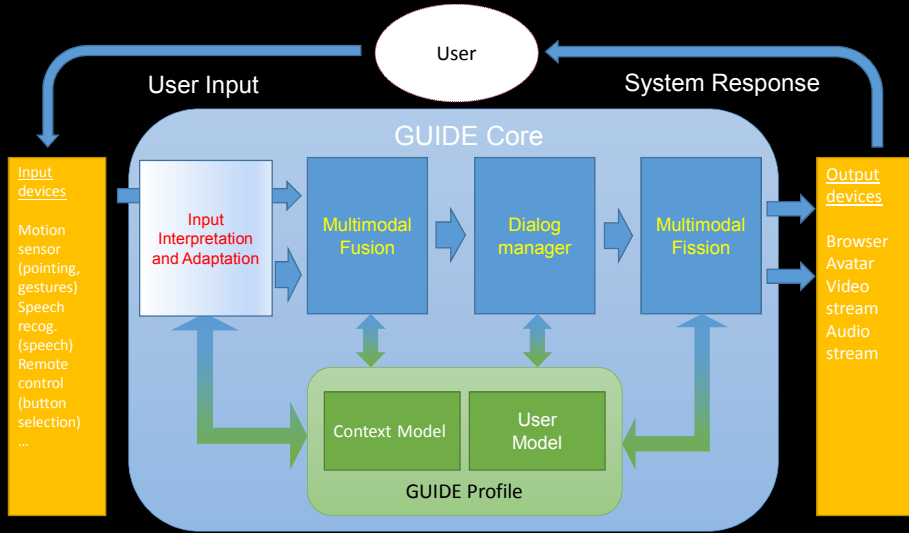 User
User Input
System Response
GUIDE Core
Input
devices
Motion
sensor
(pointing,
gestures)
Speech
recog.
(speech)
Remote
control
(button
selection)
...
Input
Interpretation
and Adaptation
Multimodal
Fusion
Dialog
manager
Multimodal
Fission
Output
devices
Browser
Avatar
Video
stream
Audio
stream
Context Model
User
Model
GUIDE Profile